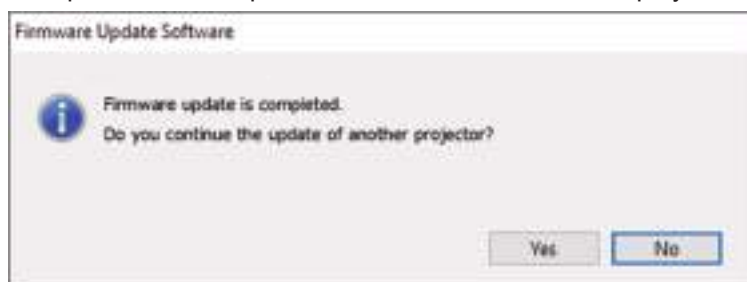 Firmware Update Software
Firmware update is completed.
Do you continue the update of another projector?
Yes
No